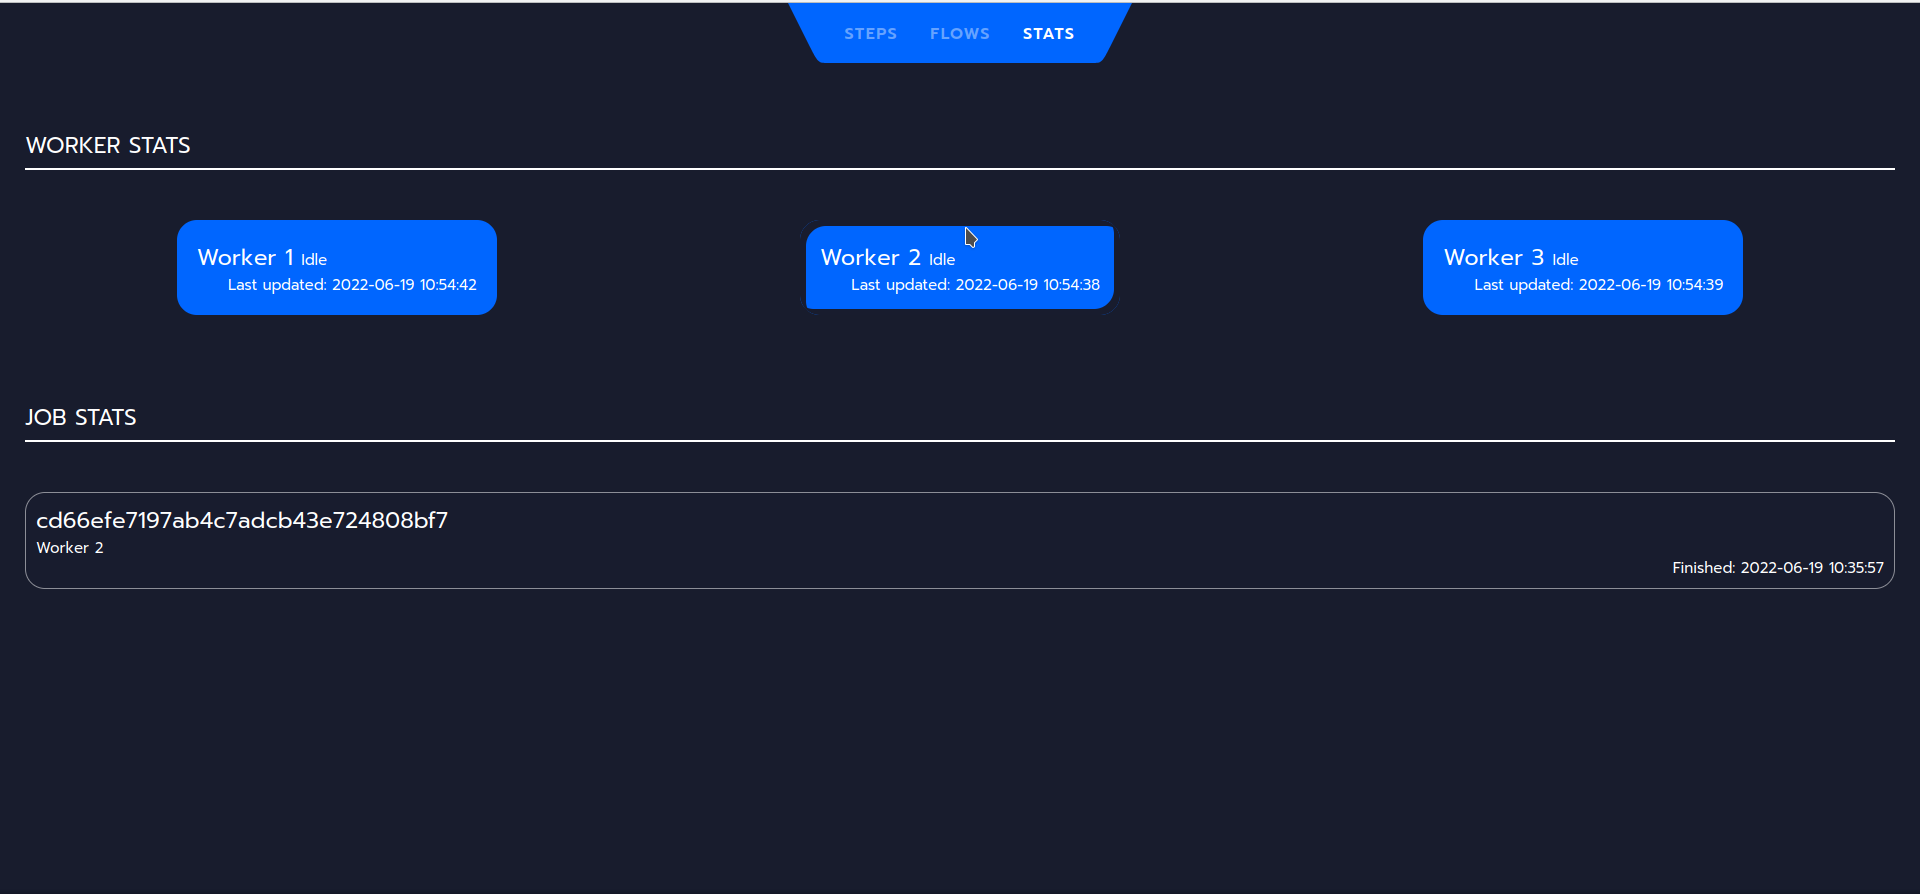 STEPS FLOWS STATS
WORKER STATS
Worker 1 Idle
Last updated: 2022-06-19 10:54:42
Worker 2 Idle
Last updated: 2022-06-19 10:54:38
Worker 3 Idle
Last updated: 2022-06-19 10:54:39
JOB STATS
cd66efe7197ab4c7adcb43e724808bf7
Worker 2
Finished: 2022-06-19 10:35:57